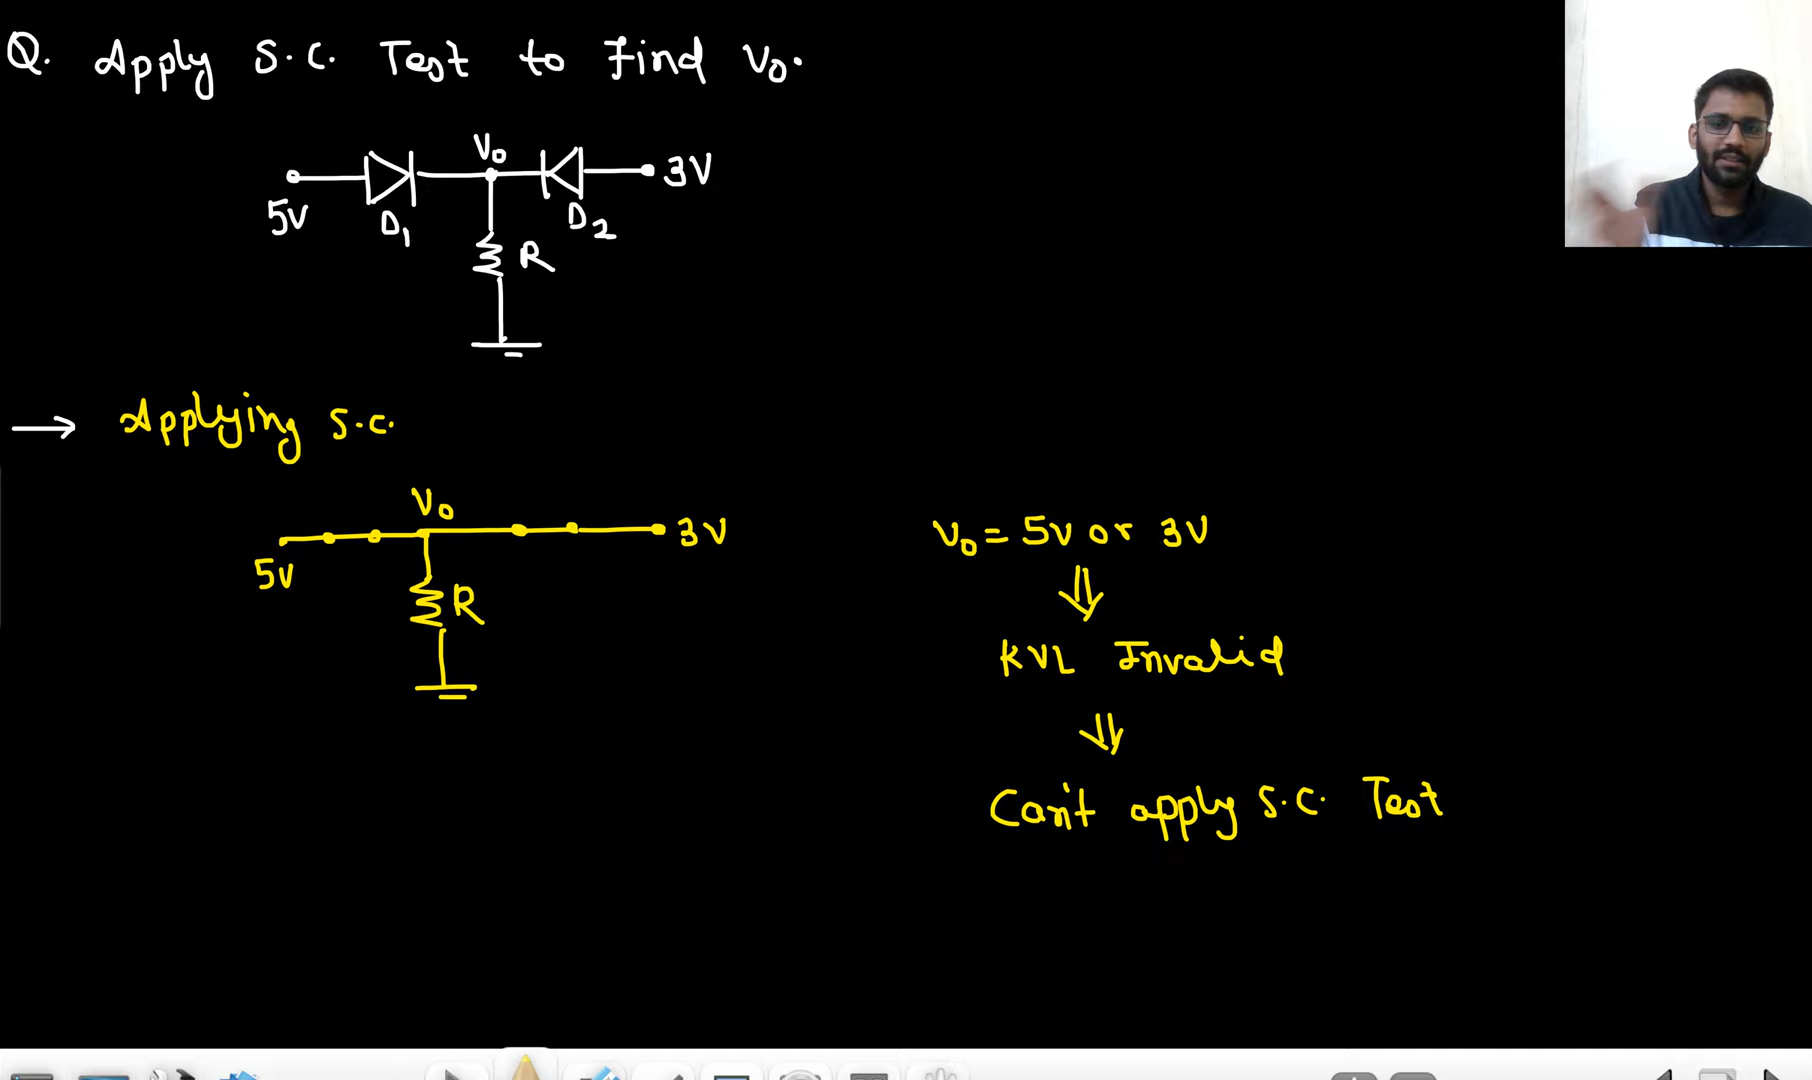 Q. Apply S.C. Test to Find V₀.
V₀
5V
3V
D₁
D₂
R
→ Applying S.C.
V₀
5V
3V
R
V₀ = 5V or 3V
⇓
KVL Invalid
⇓
Can't apply S.C. Test